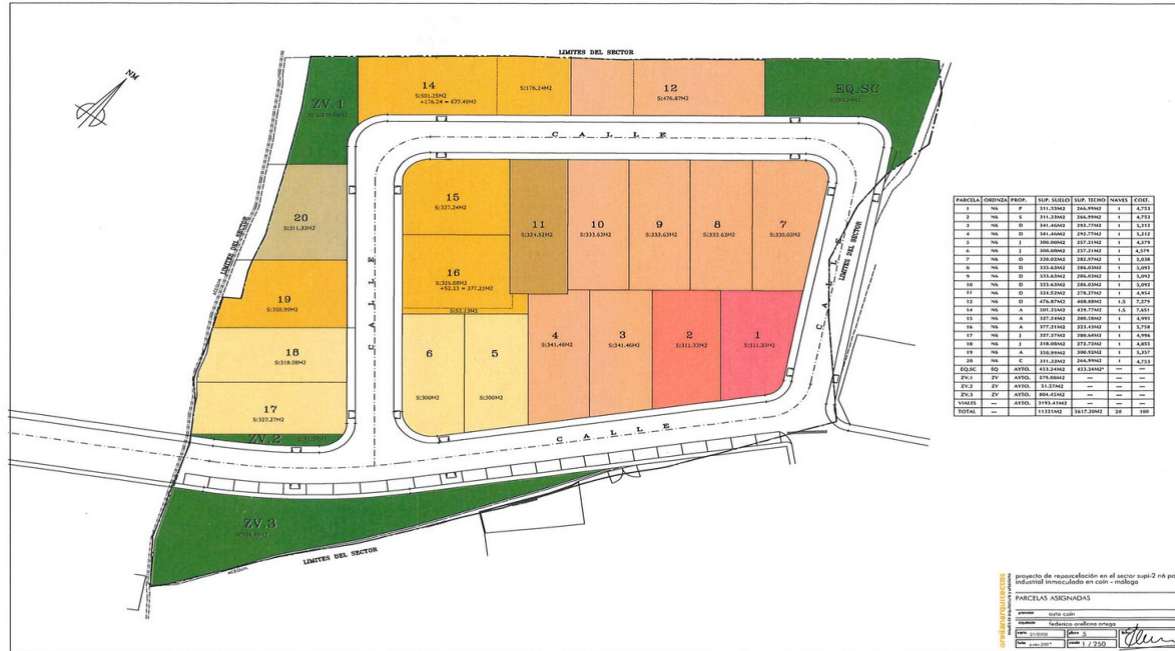 LIMITES DEL SECTOR
NM
14
S:501.25M2
+176.24 = 677.49M2
S:176.24M2
12
S:476.87M2
EQ.SC
ZV.1
CALLE
20
S:311.33M2
15
S:327.24M2
11
S:324.52M2
10
S:333.63M2
9
S:333.63M2
8
S:333.63M2
7
S:330.02M2
LIMITES DEL SECTOR
LIMITES DEL SECTOR
CALLE
CALLE
19
S:350.99M2
16
S:325.08M2
+52.13 = 377.21M2
S:52.13M2
18
S:318.08M2
6
S:300M2
5
S:300M2
4
S:341.46M2
3
S:341.46M2
2
S:311.33M2
1
S:311.33M2
17
S:327.27M2
ZV.2
CALLE
ZV.3
LIMITES DEL SECTOR
ACEQUIA
PARCELA ORDNZA PROP. SUP. SUELO SUP. TECHO NAVES COEF.
1 N6 P 311.33M2 266.99M2 1 4,753
2 N6 S 311.33M2 266.99M2 1 4,753
3 N6 D 341.46M2 292.77M2 1 5,212
4 N6 D 341.46M2 292.77M2 1 5,212
5 N6 J 300.00M2 257.21M2 1 4,579
6 N6 J 300.00M2 257.21M2 1 4,579
7 N6 D 330.02M2 282.97M2 1 5,038
8 N6 D 333.63M2 286.03M2 1 5,092
9 N6 D 333.63M2 286.03M2 1 5,092
10 N6 D 333.63M2 286.03M2 1 5,092
11 N6 D 324.52M2 278.27M2 1 4,954
12 N6 D 476.87M2 408.88M2 1.5 7,279
14 N6 A 501.25M2 429.77M2 1.5 7,651
15 N6 A 327.24M2 280.58M2 1 4,995
16 N6 A 377.21M2 323.43M2 1 5,758
17 N6 J 327.27M2 280.64M2 1 4,996
18 N6 J 318.08M2 272.72M2 1 4,855
19 N6 A 350.99M2 300.92M2 1 5,357
20 N6 C 311.33M2 266.99M2 1 4,753
EQ.SC EQ AYTO. 453.24M2 453.24M2* — —
ZV.1 ZV AYTO. — — —
ZV.2 ZV AYTO. 51.57M2 — — —
ZV.3 ZV AYTO. 804.42M2 — — —
VIALES — AYTO. 3193.41M2 — — —
TOTAL — 11331M2 5617.20M2 20 100
orellanarquitectos
proyecto de reparcelación en el sector supi-2 n6 po
industrial inmaculada en coín - málaga
PARCELAS ASIGNADAS
ayto coín
federico orellana ortega
plano 5
1 / 250